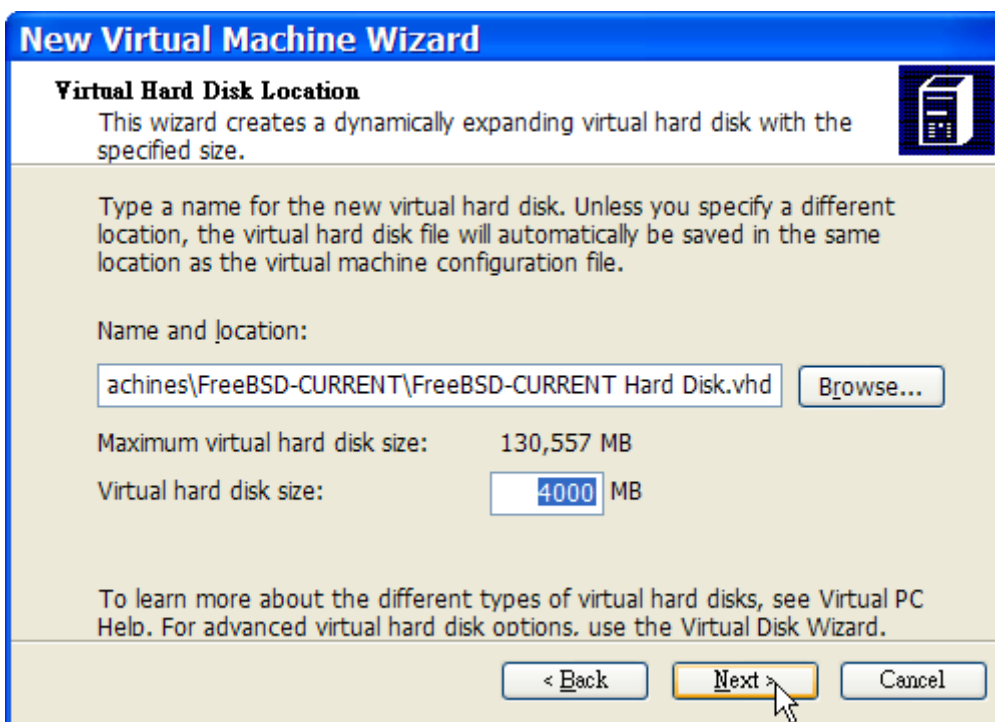 New Virtual Machine Wizard
Virtual Hard Disk Location
This wizard creates a dynamically expanding virtual hard disk with the
specified size.
Type a name for the new virtual hard disk. Unless you specify a different
location, the virtual hard disk file will automatically be saved in the same
location as the virtual machine configuration file.
Name and location:
achines\FreeBSD-CURRENT\FreeBSD-CURRENT Hard Disk.vhd Browse...
Maximum virtual hard disk size: 130,557 MB
Virtual hard disk size: 4000 MB
To learn more about the different types of virtual hard disks, see Virtual PC
Help. For advanced virtual hard disk options, use the Virtual Disk Wizard.
< Back Next > Cancel